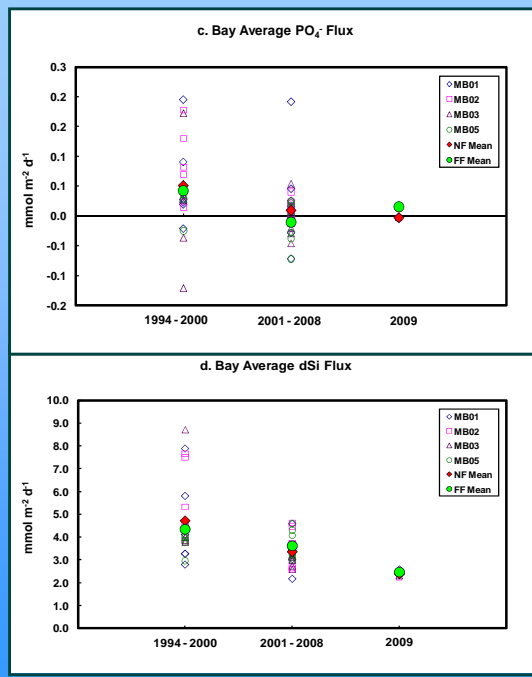 c. Bay Average PO₄⁻ Flux
0.3
0.2
0.2
0.1
0.1
0.0
-0.1
-0.1
-0.2
mmol m⁻² d⁻¹
MB01
MB02
MB03
MB05
NF Mean
FF Mean
1994 - 2000
2001 - 2008
2009
d. Bay Average dSi Flux
10.0
9.0
8.0
7.0
6.0
5.0
4.0
3.0
2.0
1.0
0.0
mmol m⁻² d⁻¹
MB01
MB02
MB03
MB05
NF Mean
FF Mean
1994 - 2000
2001 - 2008
2009